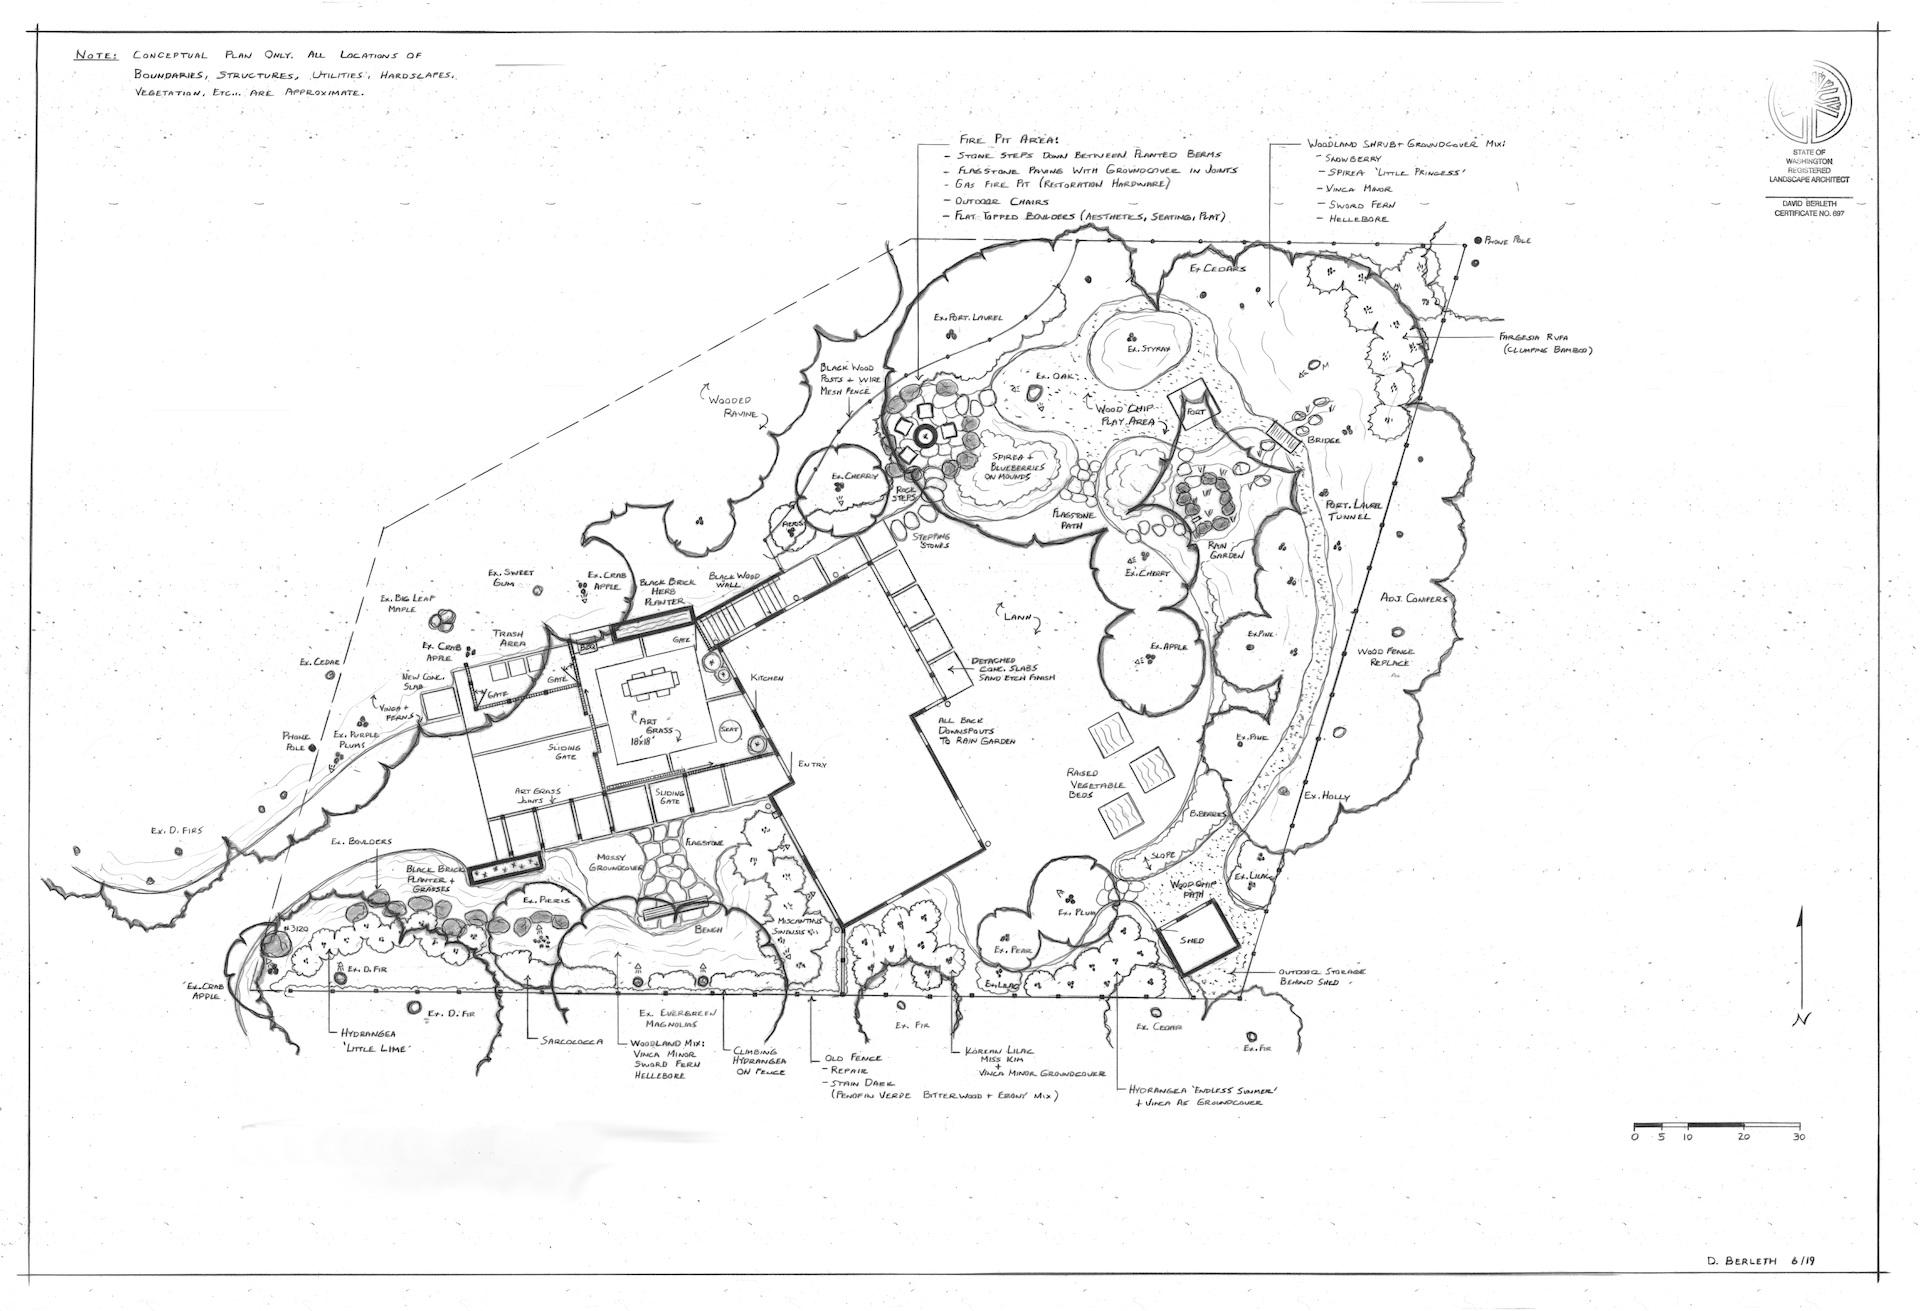 NOTE: CONCEPTUAL PLAN ONLY. ALL LOCATIONS OF
BOUNDARIES, STRUCTURES, UTILITIES, HARDSCAPES,
VEGETATION, ETC... ARE APPROXIMATE.
STATE OF
WASHINGTON
REGISTERED
LANDSCAPE ARCHITECT
DAVID BERLETH
CERTIFICATE NO. 697
FIRE PIT AREA:
- STONE STEPS DOWN BETWEEN PLANTED BERMS
- FLAGSTONE PAVING WITH GROUNDCOVER IN JOINTS
- GAS FIRE PIT (RESTORATION HARDWARE)
- OUTDOOR CHAIRS
- FLAT TOPPED BOULDERS (AESTHETICS, SEATING, PLAY)
WOODLAND SHRUB + GROUNDCOVER MIX:
- SNOWBERRY
- SPIREA 'LITTLE PRINCESS'
- VINCA MINOR
- SWORD FERN
- HELLEBORE
PHONE POLE
EX CEDARS
EX. PORT. LAUREL
EX. STYRAX
FARGESIA RUFA
(CLUMPING BAMBOO)
BLACK WOOD
POSTS + WIRE
MESH FENCE
WOODED
RAVINE
EX. OAK
WOOD CHIP
PLAY AREA
FORT
BRIDGE
SPIREA +
BLUEBERRIES
ON MOUNDS
EX. CHERRY
ROCK
STEPS
ACRIS
STEPPING
STONES
FLAGSTONE
PATH
RAIN
GARDEN
PORT. LAUREL
TUNNEL
EX. CHERRY
EX. SWEET
GUM
EX. CRAB
APPLE
BLACK BRICK
HERB
PLANTER
BLACK WOOD
WALL
EX. BIG LEAF
MAPLE
TRASH
AREA
EX. CRAB
APPLE
GATE
BBQ
LAWN
ADJ. CONIFERS
EX. PINE
EX. APPLE
WOOD FENCE
REPLACE
EX. CEDAR
NEW CONC.
SLAB
GATE
GATE
KITCHEN
DETACHED
CONC. SLABS
SAND ETCH FINISH
VINCA +
FERNS
PHONE
POLE
EX. PURPLE
PLUMS
ART
GRASS
18'x18'
SEAT
SLIDING
GATE
ALL BACK
DOWNSPOUTS
TO RAIN GARDEN
EX. PINE
ENTRY
RAISED
VEGETABLE
BEDS
ART GRASS
JOINTS
SLIDING
GATE
EX. HOLLY
B. BERRIES
EX. D. FIRS
EX. BOULDERS
FLAGSTONE
MOSSY
GROUNDCOVER
SLOPE
BLACK BRICK
PLANTER +
GRASSES
EX. LILAC
WOOD CHIP
PATH
EX. PIERIS
EX. PLUM
MISCANTHUS
SINENSIS
#3120
BENCH
SHED
EX. PEAR
EX. D. FIR
EX. LILAC
OUTDOOR STORAGE
BEHIND SHED
EX. CRAB
APPLE
EX. D. FIR
EX EVERGREEN
MAGNOLIAS
EX. FIR
EX. CEDAR
EX. FIR
HYDRANGEA
'LITTLE LIME'
SARCOCOCCA
WOODLAND MIX:
VINCA MINOR
SWORD FERN
HELLEBORE
CLIMBING
HYDRANGEA
ON FENCE
OLD FENCE
- REPAIR
- STAIN DARK
(PENOFIN VERDE BITTERWOOD + EBONY MIX)
KOREAN LILAC
MISS KIM
+
VINCA MINOR GROUNDCOVER
HYDRANGEA 'ENDLESS SUMMER'
+ VINCA AS GROUNDCOVER
N
0 5 10 20 30
D. BERLETH 6/19